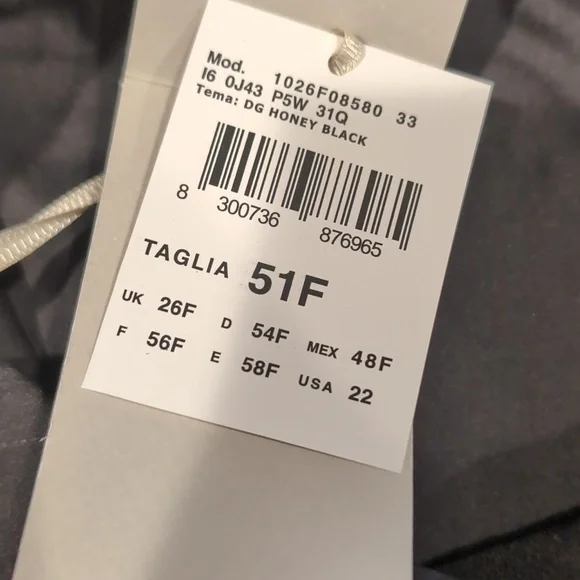 Mod. 1026F08580 33
I6 0J43 P5W 31Q
Tema: DG HONEY BLACK
8 300736 876965
TAGLIA 51F
UK 26F D 54F MEX 48F
F 56F E 58F USA 22